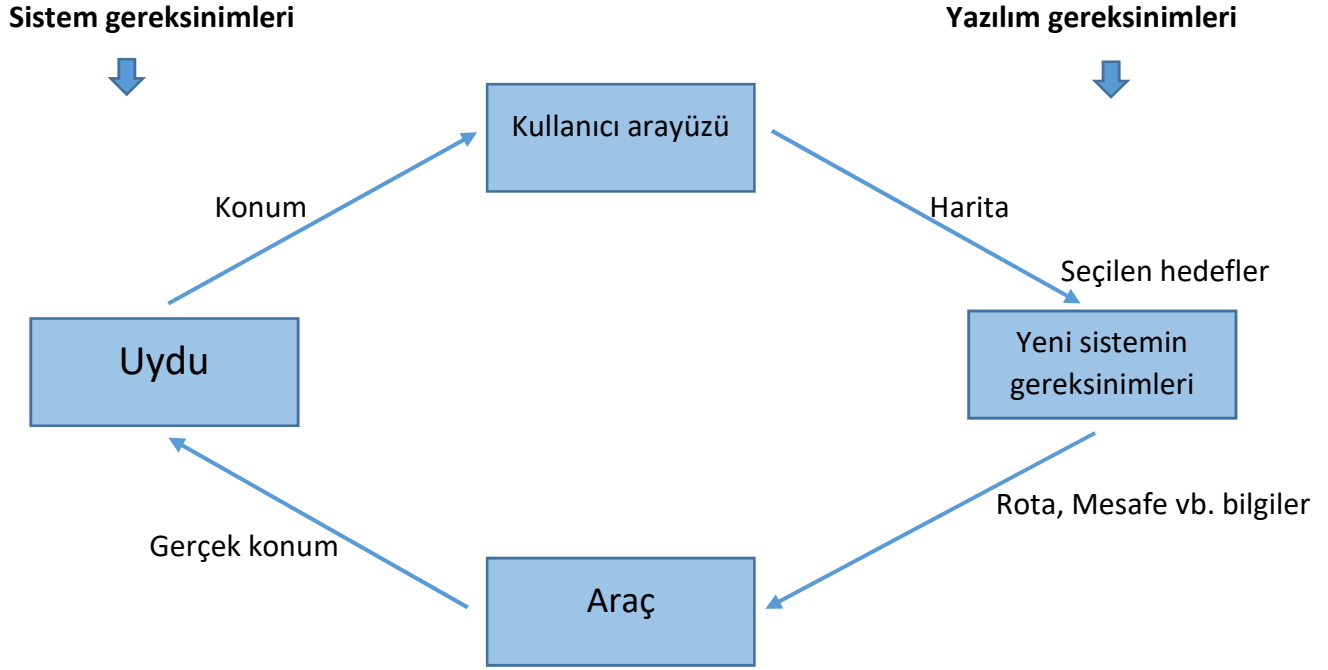 Sistem gereksinimleri
Yazılım gereksinimleri
Kullanıcı arayüzü
Konum
Harita
Seçilen hedefler
Uydu
Yeni sistemin
gereksinimleri
Rota, Mesafe vb. bilgiler
Gerçek konum
Araç